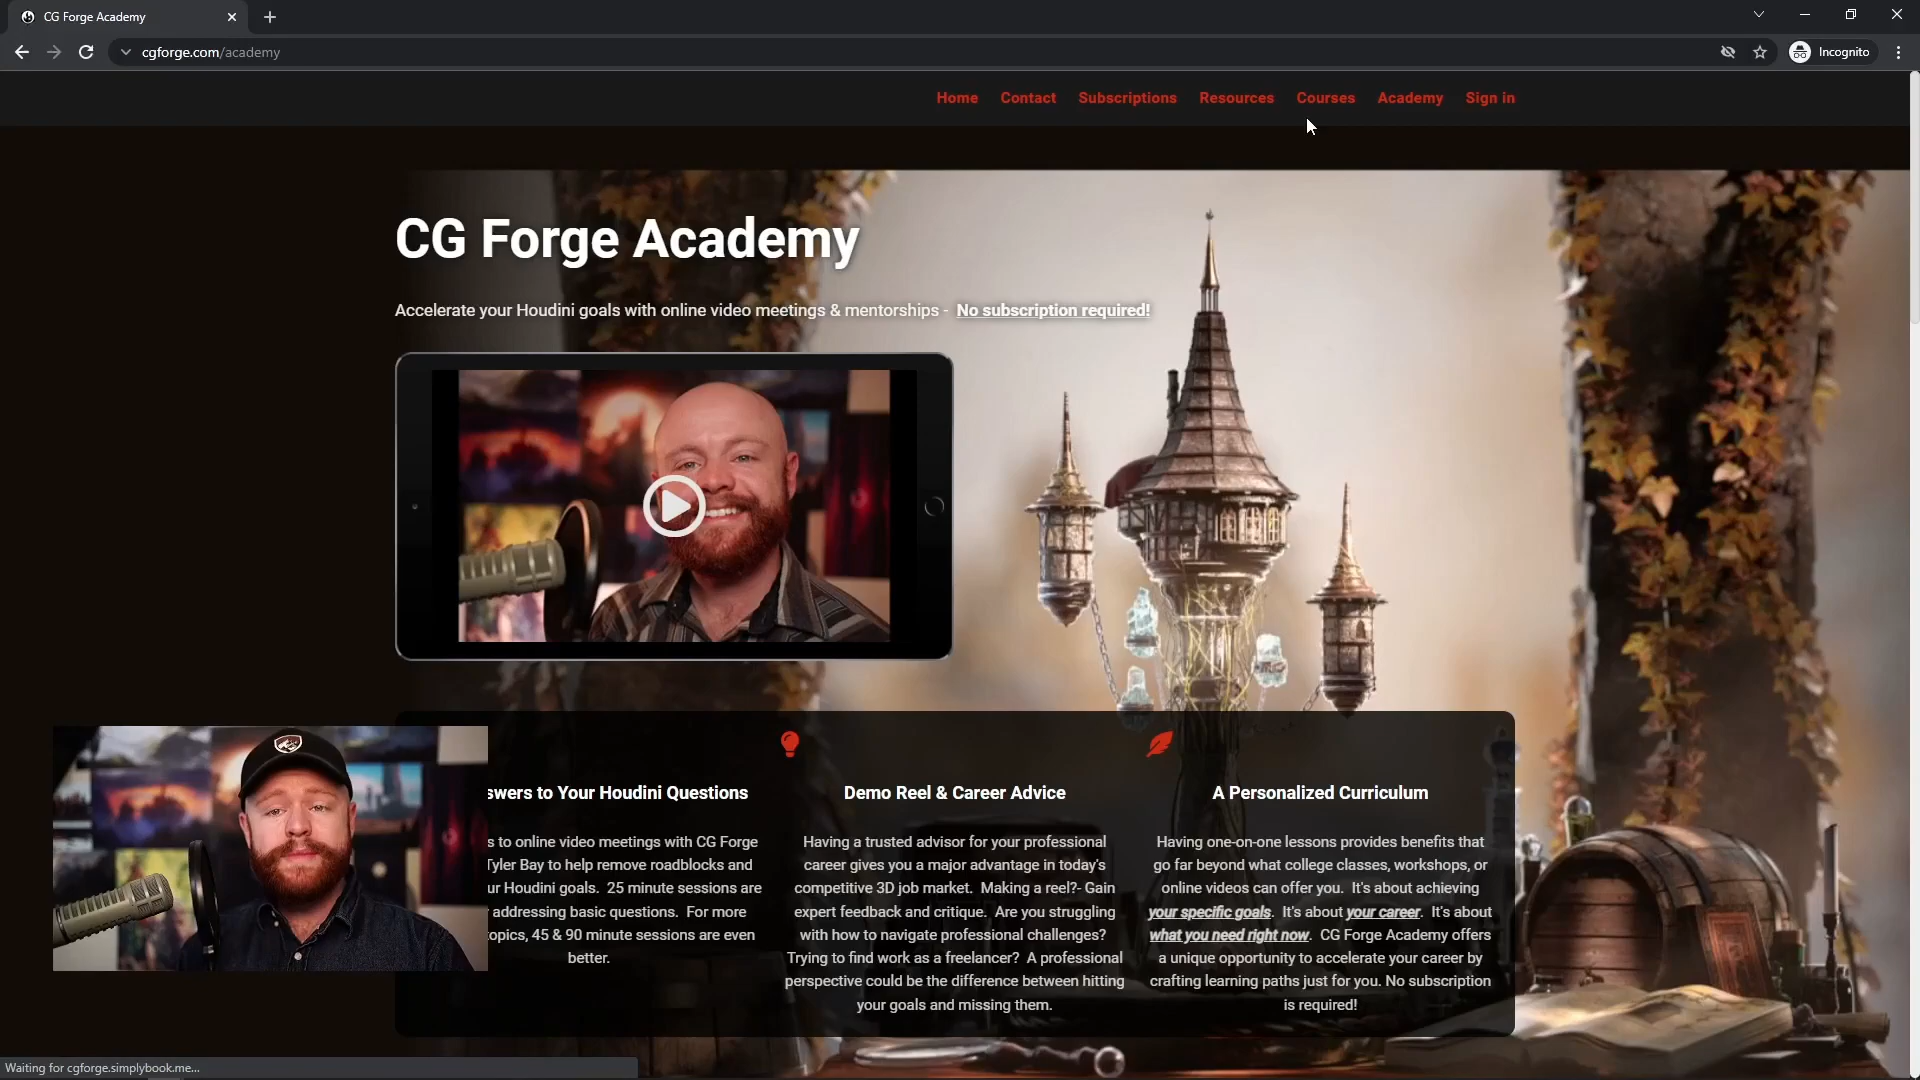 CG Forge Academy
cgforge.com/academy
Incognito
Home Contact Subscriptions Resources Courses Academy Sign in
CG Forge Academy
Accelerate your Houdini goals with online video meetings & mentorships - No subscription required!
swers to Your Houdini Questions
s to online video meetings with CG Forge
Tyler Bay to help remove roadblocks and
ur Houdini goals. 25 minute sessions are
addressing basic questions. For more
topics, 45 & 90 minute sessions are even
better.
Demo Reel & Career Advice
Having a trusted advisor for your professional
career gives you a major advantage in today's
competitive 3D job market. Making a reel?- Gain
expert feedback and critique. Are you struggling
with how to navigate professional challenges?
Trying to find work as a freelancer? A professional
perspective could be the difference between hitting
your goals and missing them.
A Personalized Curriculum
Having one-on-one lessons provides benefits that
go far beyond what college classes, workshops, or
online videos can offer you. It's about achieving
your specific goals. It's about your career. It's about
what you need right now. CG Forge Academy offers
a unique opportunity to accelerate your career by
crafting learning paths just for you. No subscription
is required!
Waiting for cgforge.simplybook.me...